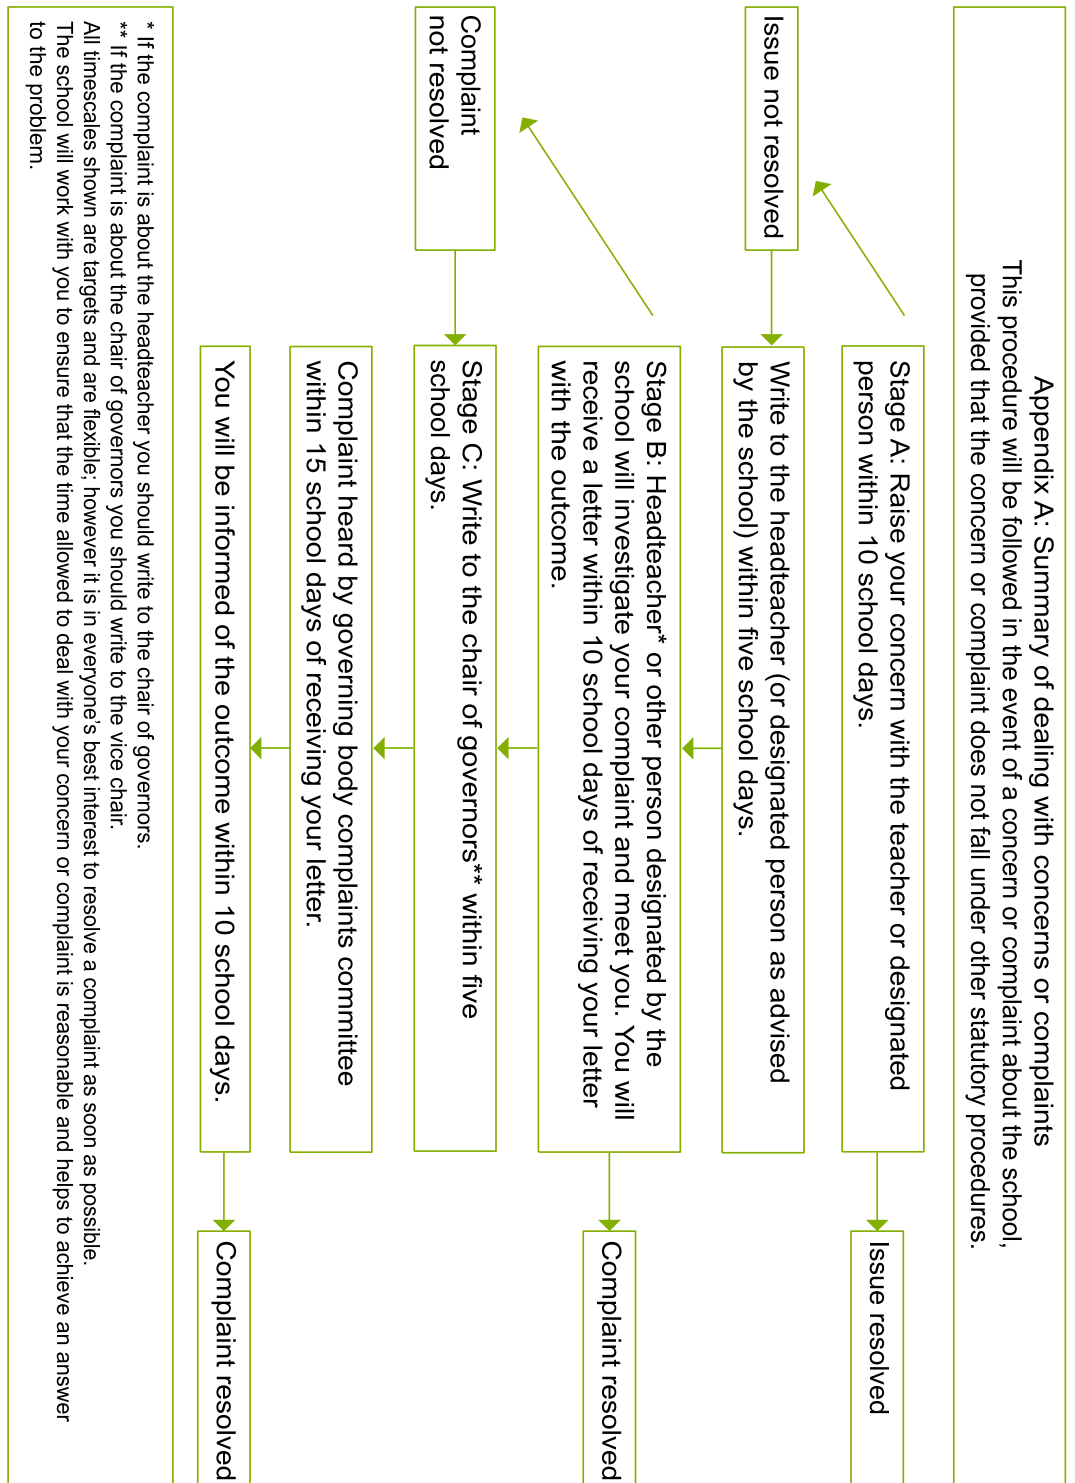 Appendix A: Summary of dealing with concerns or complaints
This procedure will be followed in the event of a concern or complaint about the school,
provided that the concern or complaint does not fall under other statutory procedures.
Stage A: Raise your concern with the teacher or designated
person within 10 school days.
Issue resolved
Issue not resolved
Write to the headteacher (or designated person as advised
by the school) within five school days.
Stage B: Headteacher* or other person designated by the
school will investigate your complaint and meet you. You will
receive a letter within 10 school days of receiving your letter
with the outcome.
Complaint resolved
Complaint
not resolved
Stage C: Write to the chair of governors** within five
school days.
Complaint heard by governing body complaints committee
within 15 school days of receiving your letter.
You will be informed of the outcome within 10 school days.
Complaint resolved
* If the complaint is about the headteacher you should write to the chair of governors.
** If the complaint is about the chair of governors you should write to the vice chair.
All timescales shown are targets and are flexible; however it is in everyone’s best interest to resolve a complaint as soon as possible.
The school will work with you to ensure that the time allowed to deal with your concern or complaint is reasonable and helps to achieve an answer
to the problem.